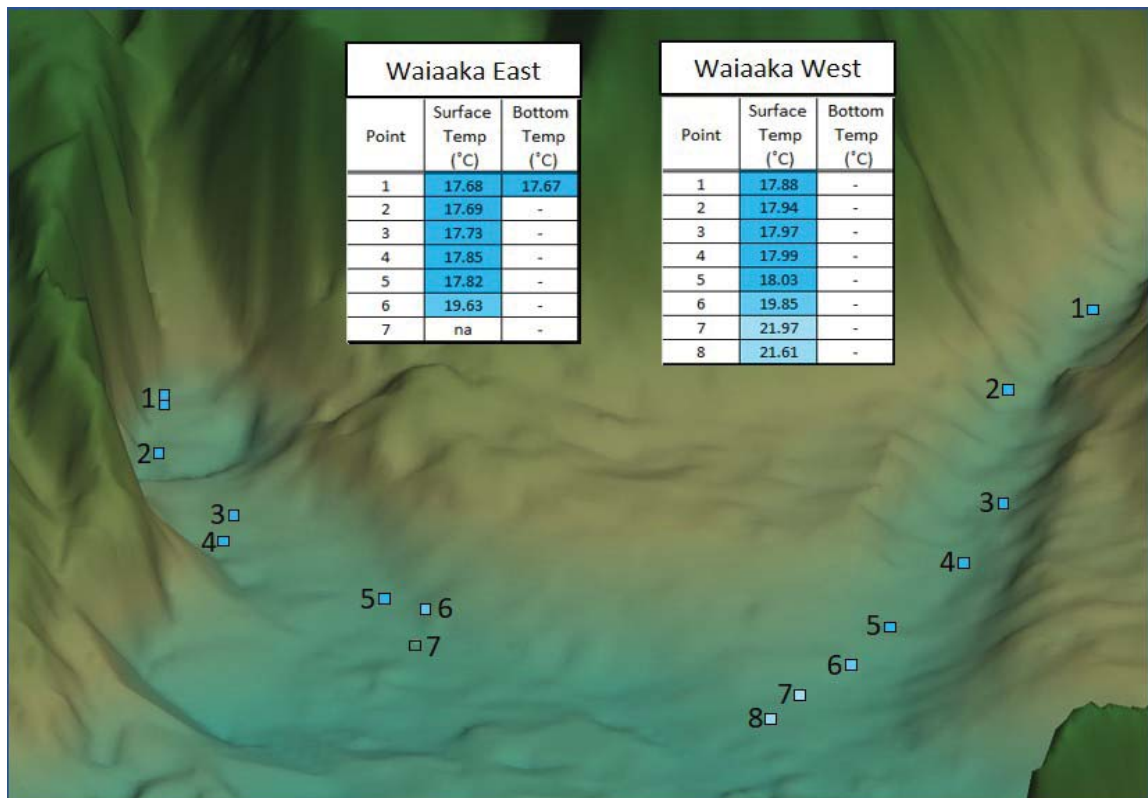 Waiaaka East
Point Surface Temp (˚C) Bottom Temp (˚C)
1 17.68 17.67
2 17.69 -
3 17.73 -
4 17.85 -
5 17.82 -
6 19.63 -
7 na -
Waiaaka West
Point Surface Temp (˚C) Bottom Temp (˚C)
1 17.88 -
2 17.94 -
3 17.97 -
4 17.99 -
5 18.03 -
6 19.85 -
7 21.97 -
8 21.61 -
1
2
3
4
5
6
7
1
2
3
4
5
6
7
8